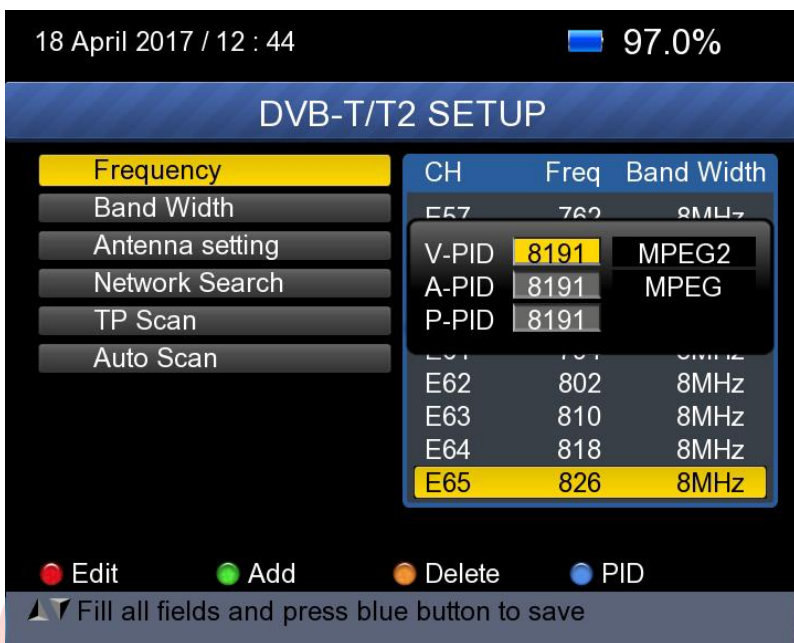 18 April 2017 / 12 : 44 97.0%
DVB-T/T2 SETUP
Frequency
Band Width
Antenna setting
Network Search
TP Scan
Auto Scan
CH Freq Band Width
E57 762 8MHz
V-PID 8191 MPEG2
A-PID 8191 MPEG
P-PID 8191
E62 802 8MHz
E63 810 8MHz
E64 818 8MHz
E65 826 8MHz
Edit Add Delete PID
Fill all fields and press blue button to save